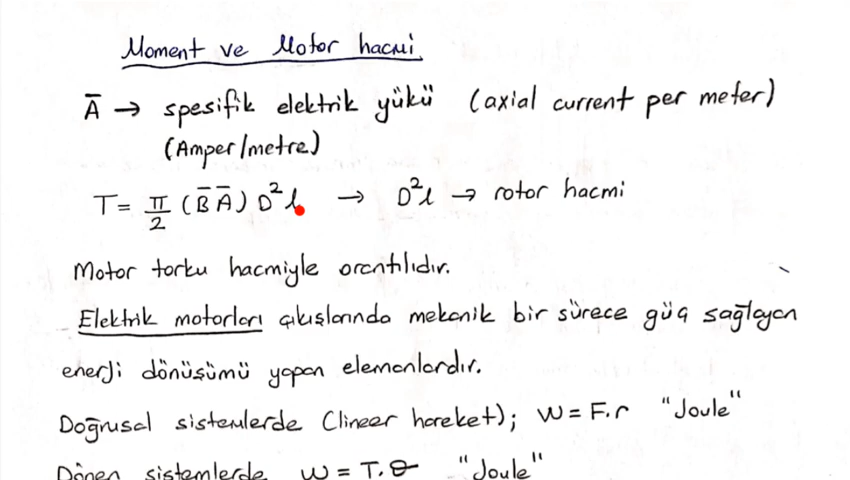 Moment ve Motor hacmi
Ā → spesifik elektrik yükü (axial current per meter)
(Amper/metre)
T = π/2 (B̄ Ā) D²l → D²l → rotor hacmi
Motor torku hacmiyle orantılıdır.
Elektrik motorları çıkışlarında mekanik bir sürece güç sağlayan
enerji dönüşümü yapan elemanlardır.
Doğrusal sistemlerde (lineer hareket); W = F.r "Joule"
Dönen sistemlerde W = T.θ "Joule"